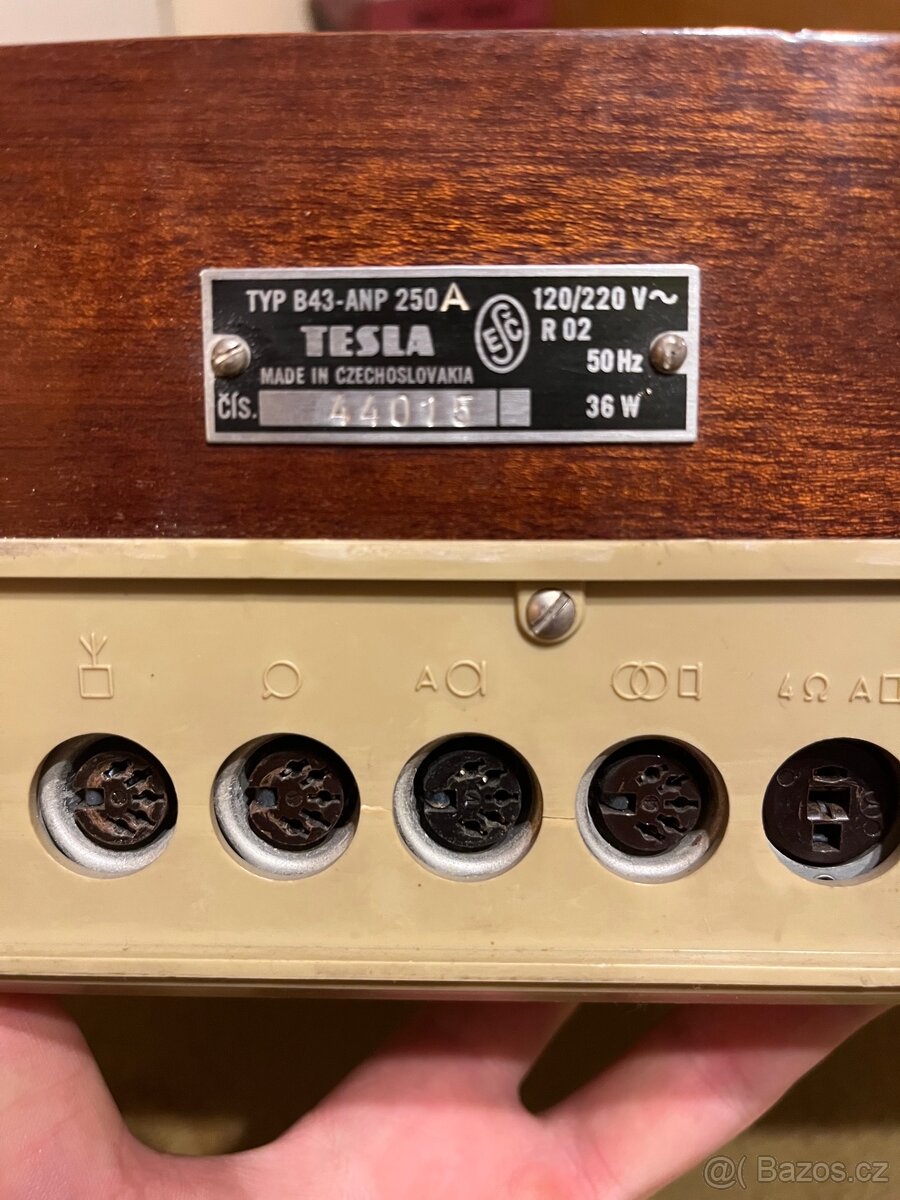 TYP B43-ANP 250A 120/220 V~
TESLA ESČ R 02
50 Hz
MADE IN CZECHOSLOVAKIA
ČÍS. 44015 36 W
A
4Ω A
@( Bazos.cz